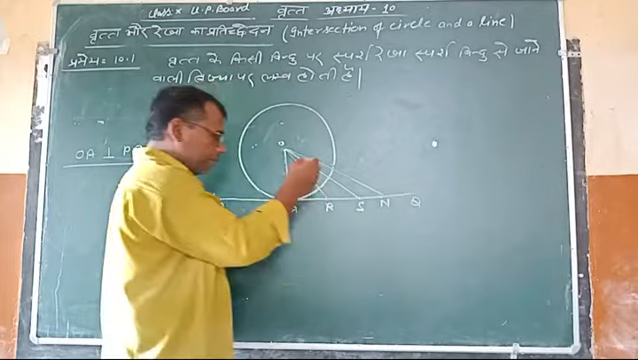 Class X U.P. Board वृत्त अध्याय - 10
वृत्त और रेखा का प्रतिच्छेदन (Intersection of circle and a line)
प्रमेय = 10.1 वृत्त के किसी बिन्दु पर स्पर्श रेखा स्पर्श बिन्दु से जाने
वाली त्रिज्या पर लम्ब होती है|
OA ⊥ P
O
A R S N Q